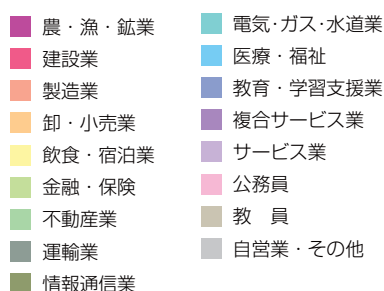 農・漁・鉱業
建設業
製造業
卸・小売業
飲食・宿泊業
金融・保険
不動産業
運輸業
情報通信業
電気・ガス・水道業
医療・福祉
教育・学習支援業
複合サービス業
サービス業
公務員
教　員
自営業・その他